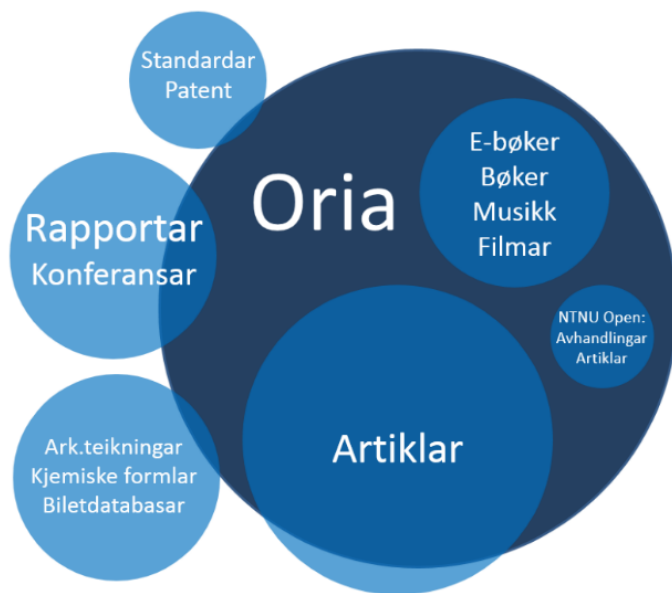 Standardar
Patent
E-bøker
Bøker
Musikk
Filmar
Oria
Rapportar
Konferansar
NTNU Open:
Avhandlingar
Artiklar
Artiklar
Ark.teikningar
Kjemiske formlar
Biletdatabasar